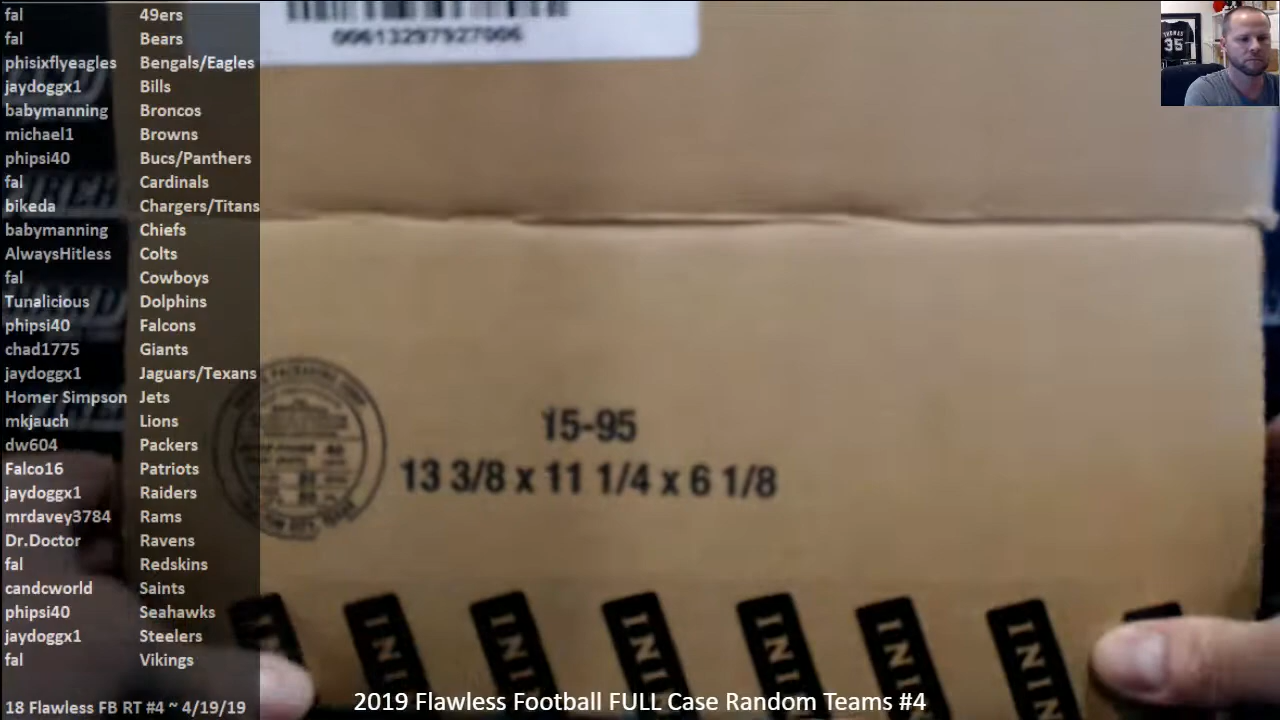 fal 49ers
fal Bears
phisixflyeagles Bengals/Eagles
jaydoggx1 Bills
babymanning Broncos
michael1 Browns
phipsi40 Bucs/Panthers
fal Cardinals
bikeda Chargers/Titans
babymanning Chiefs
AlwaysHitless Colts
fal Cowboys
Tunalicious Dolphins
phipsi40 Falcons
chad1775 Giants
jaydoggx1 Jaguars/Texans
Homer Simpson Jets
mkjauch Lions
dw604 Packers
Falco16 Patriots
jaydoggx1 Raiders
mrdavey3784 Rams
Dr.Doctor Ravens
fal Redskins
candcworld Saints
phipsi40 Seahawks
jaydoggx1 Steelers
fal Vikings
18 Flawless FB RT #4 ~ 4/19/19
00613297927006
THOMAS
35
15-95
13 3/8 x 11 1/4 x 6 1/8
2019 Flawless Football FULL Case Random Teams #4